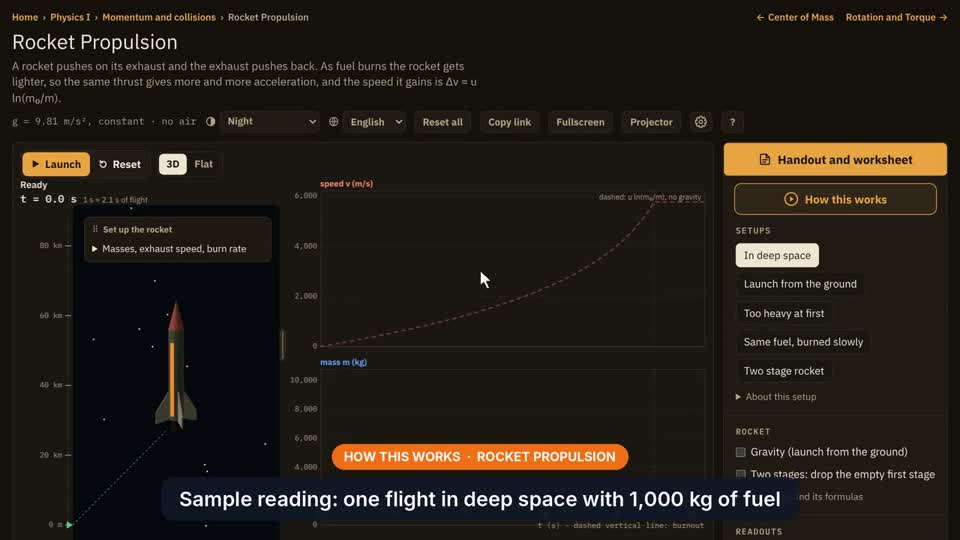 Home › Physics I › Momentum and collisions › Rocket Propulsion
← Center of Mass Rotation and Torque →
Rocket Propulsion
A rocket pushes on its exhaust and the exhaust pushes back. As fuel burns the rocket gets
lighter, so the same thrust gives more and more acceleration, and the speed it gains is Δv = u
ln(m₀/m).
g = 9.81 m/s², constant · no air
Night
English
Reset all
Copy link
Fullscreen
Projector
?
Launch
Reset
3D
Flat
Ready
t = 0.0 s 1 s = 2.1 s of flight
Set up the rocket
Masses, exhaust speed, burn rate
80 km
60 km
40 km
20 km
0 m
speed v (m/s)
dashed: u ln(m₀/m), no gravity
6,000
4,000
2,000
0
mass m (kg)
10,000
8,000
6,000
4,000
0
t (s) - dashed vertical line: burnout
HOW THIS WORKS · ROCKET PROPULSION
Sample reading: one flight in deep space with 1,000 kg of fuel
Handout and worksheet
How this works
SETUPS
In deep space
Launch from the ground
Too heavy at first
Same fuel, burned slowly
Two stage rocket
About this setup
ROCKET
Gravity (launch from the ground)
Two stages: drop the empty first stage
and its formulas
READOUTS